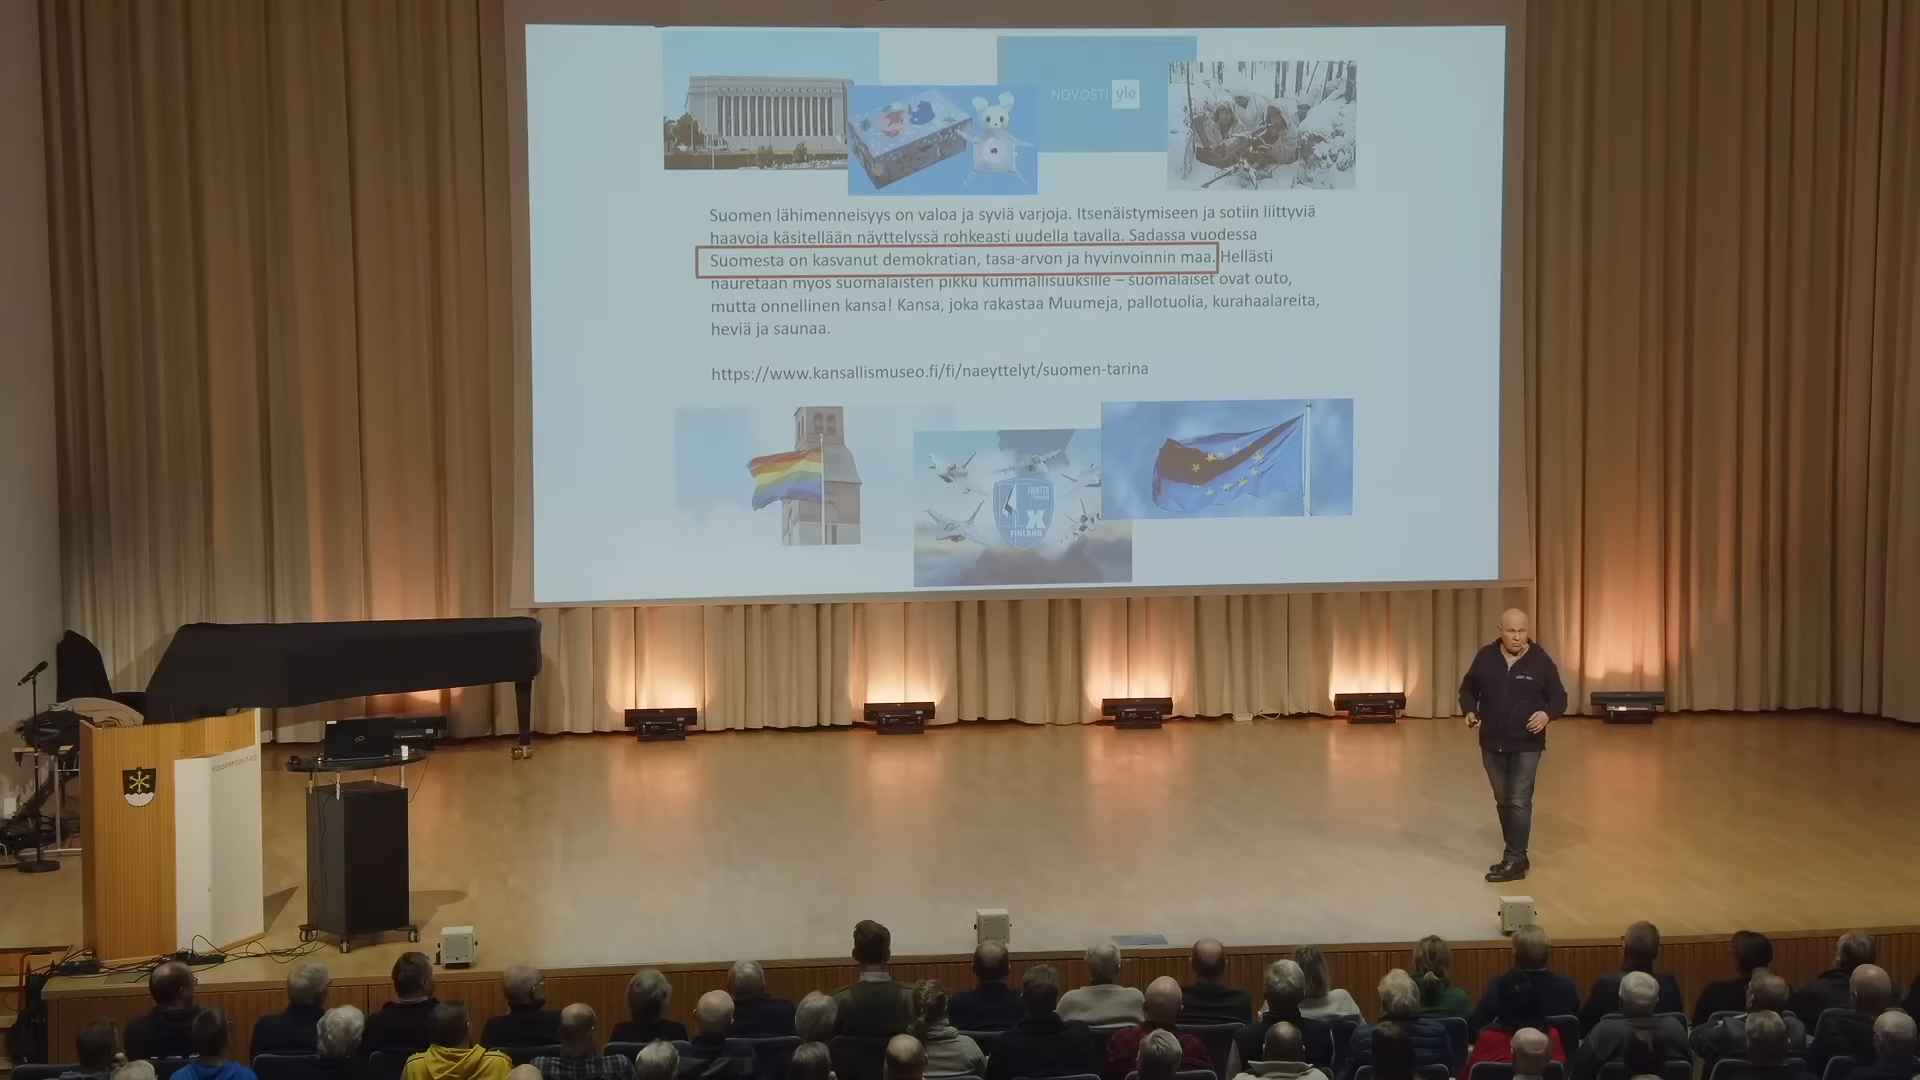 NOVOSTI yle
Suomen lähimenneisyys on valoa ja syviä varjoja. Itsenäistymiseen ja sotiin liittyviä
haavoja käsitellään näyttelyssä rohkeasti uudella tavalla. Sadassa vuodessa
Suomesta on kasvanut demokratian, tasa-arvon ja hyvinvoinnin maa. Hellästi
nauretaan myös suomalaisten pikku kummallisuuksille – suomalaiset ovat outo,
mutta onnellinen kansa! Kansa, joka rakastaa Muumeja, pallotuolia, kurahaalareita,
heviä ja saunaa.
https://www.kansallismuseo.fi/fi/naeyttelyt/suomen-tarina
FIGHTER
X
FINLAND